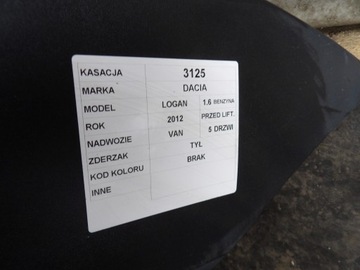 KASACJA 3125
MARKA DACIA
MODEL LOGAN 1.6 BENZYNA
ROK 2012 PRZED LIFT.
NADWOZIE VAN 5 DRZWI
ZDERZAK TYŁ
KOD KOLORU BRAK
INNE